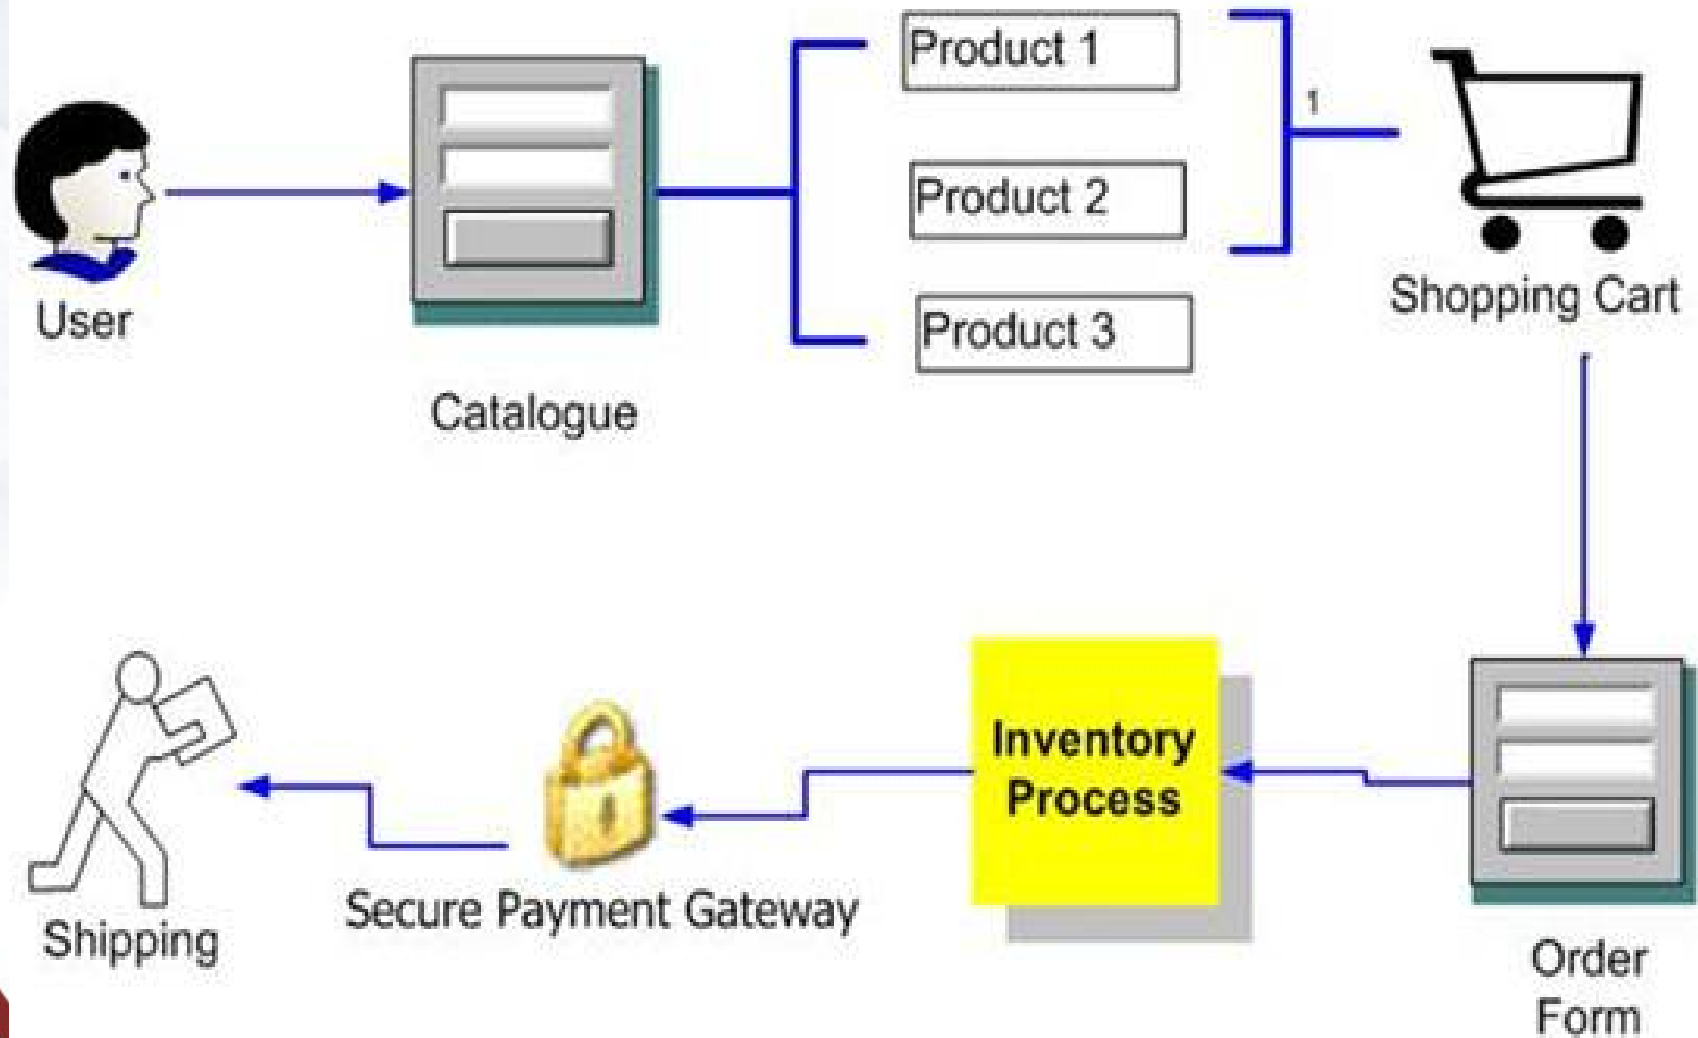 Product 1
1
Product 2
Product 3
User
Catalogue
Shopping Cart
Inventory
Process
Secure Payment Gateway
Shipping
Order
Form